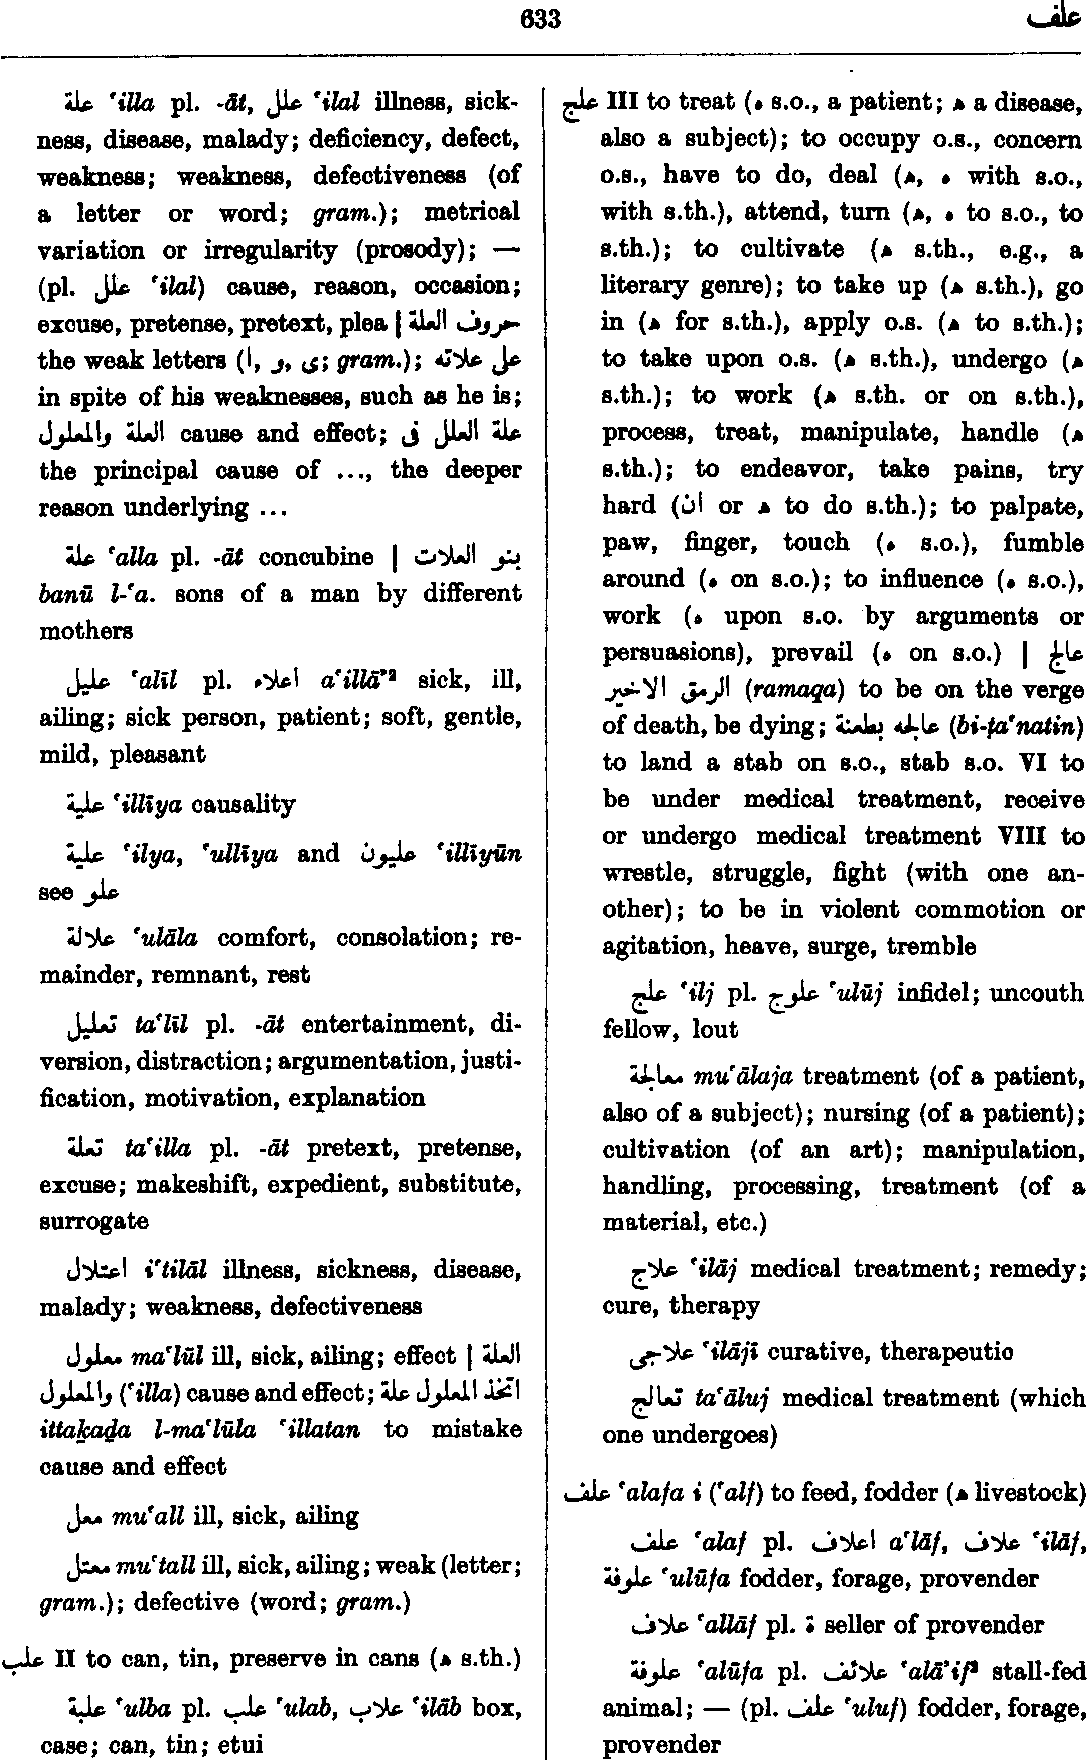 633
علف
علة ‘illa pl. -āt, علل ‘ilal illness, sick-
ness, disease, malady; deficiency, defect,
weakness; weakness, defectiveness (of
a letter or word; gram.); metrical
variation or irregularity (prosody); —
(pl. علل ‘ilal) cause, reason, occasion;
excuse, pretense, pretext, plea | حروف العلة
the weak letters (ا, و, ى; gram.); على علاته
in spite of his weaknesses, such as he is;
العلة والمعلول cause and effect; علة العلل فى
the principal cause of ..., the deeper
reason underlying ...
علة ‘alla pl. -āt concubine | بنو العلات
banū l-‘a. sons of a man by different
mothers
عليل ‘alīl pl. اعلاء a‘illā’² sick, ill,
ailing; sick person, patient; soft, gentle,
mild, pleasant
علية ‘illīya causality
علية ‘ilya, ‘ullīya and عليون ‘illīyūn
see علو
علالة ‘ulāla comfort, consolation; re-
mainder, remnant, rest
تعليل ta‘līl pl. -āt entertainment, di-
version, distraction; argumentation, justi-
fication, motivation, explanation
تعلة ta‘illa pl. -āt pretext, pretense,
excuse; makeshift, expedient, substitute,
surrogate
اعتلال i‘tilāl illness, sickness, disease,
malady; weakness, defectiveness
معلول ma‘lūl ill, sick, ailing; effect | العلة
والمعلول (‘illa) cause and effect; اتخذ المعلول علة
ittaḵaḏa l-ma‘lūla ‘illatan to mistake
cause and effect
معل mu‘all ill, sick, ailing
معتل mu‘tall ill, sick, ailing; weak (letter;
gram.); defective (word; gram.)
علب II to can, tin, preserve in cans (ه s.th.)
علبة ‘ulba pl. علب ‘ulab, علاب ‘ilāb box,
case; can, tin; etui
علج III to treat (ه s.o., a patient; ه a disease,
also a subject); to occupy o.s., concern
o.s., have to do, deal (ه, ه with s.o.,
with s.th.), attend, turn (ه, ه to s.o., to
s.th.); to cultivate (ه s.th., e.g., a
literary genre); to take up (ه s.th.), go
in (ه for s.th.), apply o.s. (ه to s.th.);
to take upon o.s. (ه s.th.), undergo (ه
s.th.); to work (ه s.th. or on s.th.),
process, treat, manipulate, handle (ه
s.th.); to endeavor, take pains, try
hard (ان or ه to do s.th.); to palpate,
paw, finger, touch (ه s.o.), fumble
around (ه on s.o.); to influence (ه s.o.),
work (ه upon s.o. by arguments or
persuasions), prevail (ه on s.o.) | عالج
الرمق الاخير (ramaqa) to be on the verge
of death, be dying; عالجه بطعنة (bi-ṭa‘natin)
to land a stab on s.o., stab s.o. VI to
be under medical treatment, receive
or undergo medical treatment VIII to
wrestle, struggle, fight (with one an-
other); to be in violent commotion or
agitation, heave, surge, tremble
علج ‘ilj pl. علوج ‘ulūj infidel; uncouth
fellow, lout
معالجة mu‘ālaja treatment (of a patient,
also of a subject); nursing (of a patient);
cultivation (of an art); manipulation,
handling, processing, treatment (of a
material, etc.)
علاج ‘ilāj medical treatment; remedy;
cure, therapy
علاجى ‘ilājī curative, therapeutic
تعالج ta‘āluj medical treatment (which
one undergoes)
علف ‘alafa i (‘alf) to feed, fodder (ه livestock)
علف ‘alaf pl. اعلاف a‘lāf, علاف ‘ilāf,
علوفة ‘ulūfa fodder, forage, provender
علاف ‘allāf pl. ة seller of provender
علوفة ‘alūfa pl. علائف ‘alā’if² stall-fed
animal; — (pl. علف ‘uluf) fodder, forage,
provender